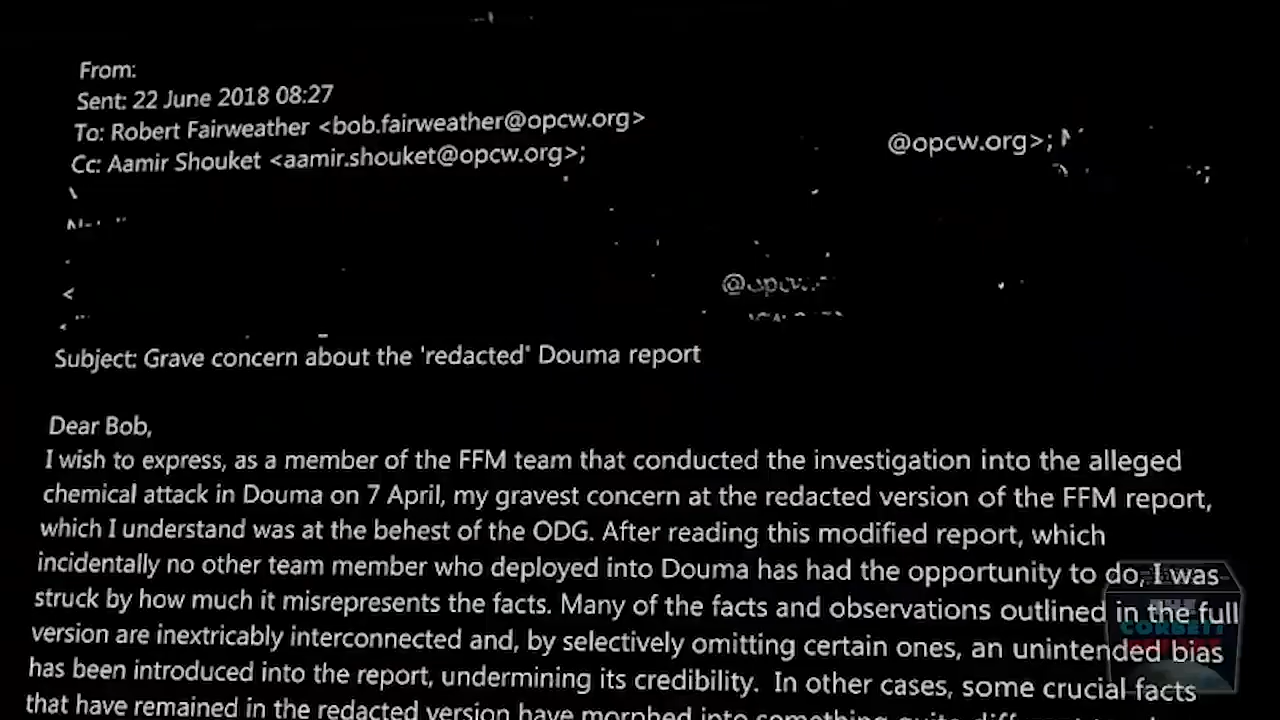 From:
Sent: 22 June 2018 08:27
To: Robert Fairweather <bob.fairweather@opcw.org>
Cc: Aamir Shouket <aamir.shouket@opcw.org>;
@opcw.org>;
Subject: Grave concern about the 'redacted' Douma report
Dear Bob,
I wish to express, as a member of the FFM team that conducted the investigation into the alleged
chemical attack in Douma on 7 April, my gravest concern at the redacted version of the FFM report,
which I understand was at the behest of the ODG. After reading this modified report, which
incidentally no other team member who deployed into Douma has had the opportunity to do, I was
struck by how much it misrepresents the facts. Many of the facts and observations outlined in the full
version are inextricably interconnected and, by selectively omitting certain ones, an unintended bias
has been introduced into the report, undermining its credibility. In other cases, some crucial facts
that have remained in the redacted version have morphed into something quite
THE
CORBETT